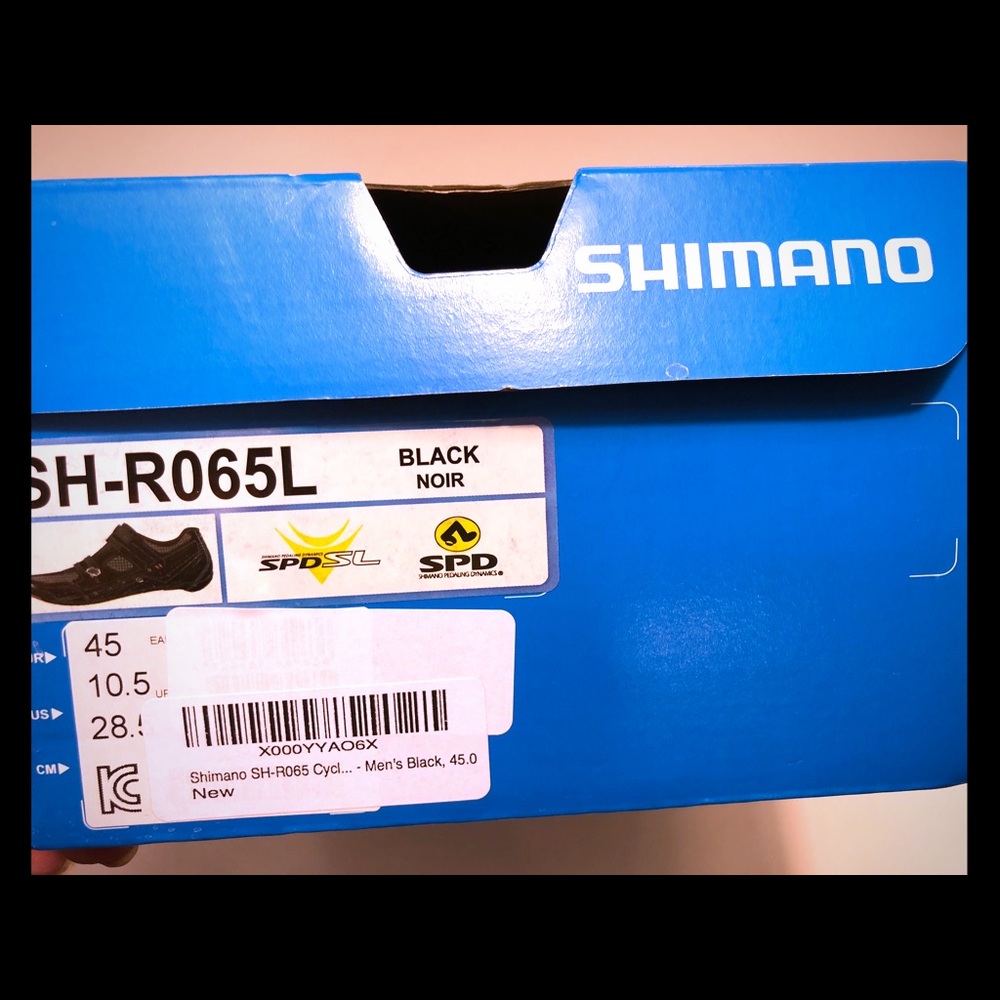 SHIMANO
SH-R065L
BLACK
NOIR
SPD-SL
SPD
SHIMANO PEDALING DYNAMICS
45
10.5
US
28.5
CM
X000YYAO6X
Shimano SH-R065 Cycl... - Men's Black, 45.0
New